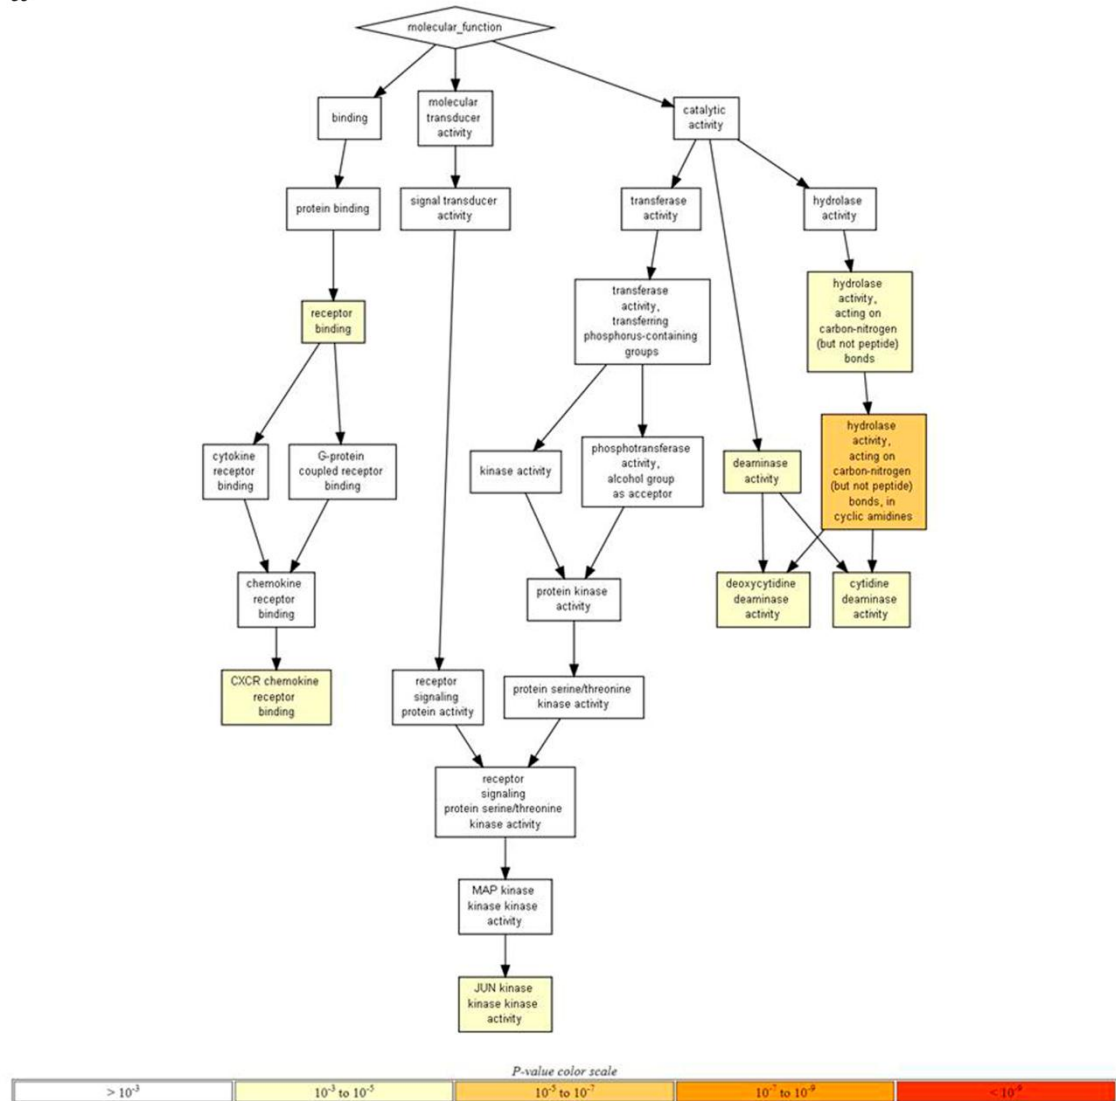 molecular_function
binding
molecular
transducer
activity
catalytic
activity
protein binding
signal transducer
activity
transferase
activity
hydrolase
activity
receptor
binding
transferase
activity,
transferring
phosphorus-containing
groups
hydrolase
activity,
acting on
carbon-nitrogen
(but not peptide)
bonds
cytokine
receptor
binding
G-protein
coupled receptor
binding
kinase activity
phosphotransferase
activity,
alcohol group
as acceptor
deaminase
activity
hydrolase
activity,
acting on
carbon-nitrogen
(but not peptide)
bonds, in
cyclic amidines
chemokine
receptor
binding
protein kinase
activity
deoxycytidine
deaminase
activity
cytidine
deaminase
activity
CXCR chemokine
receptor
binding
receptor
signaling
protein activity
protein serine/threonine
kinase activity
receptor
signaling
protein serine/threonine
kinase activity
MAP kinase
kinase kinase
activity
JUN kinase
kinase kinase
activity
P-value color scale
> 10⁻³
10⁻³ to 10⁻⁵
10⁻⁵ to 10⁻⁷
10⁻⁷ to 10⁻⁹
< 10⁻⁹